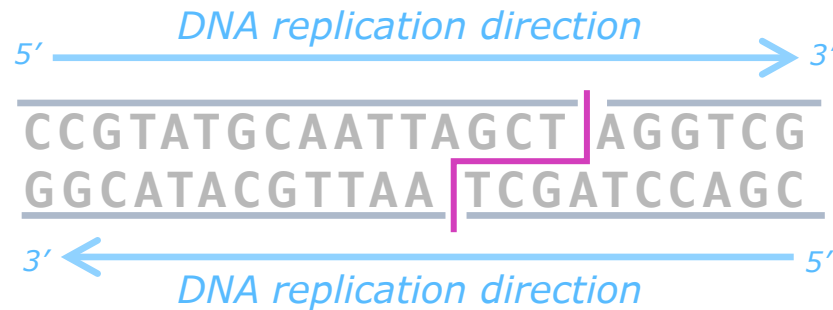 DNA replication direction
5′ 3′
CCGTATGCAATTAGCT AGGTCG
GGCATACGTTAA TCGATCCAGC
3′ 5′
DNA replication direction